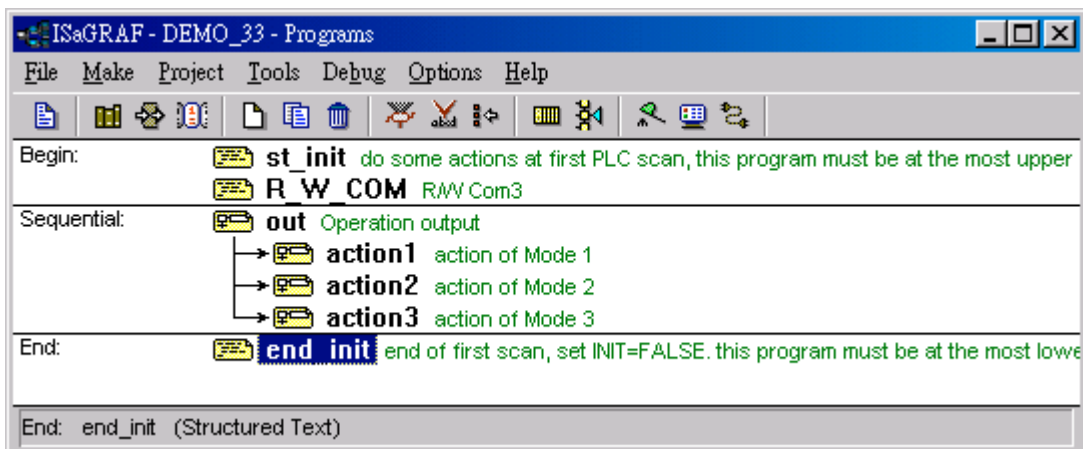 ISaGRAF - DEMO_33 - Programs
File Make Project Tools Debug Options Help
Begin: st_init do some actions at first PLC scan, this program must be at the most upper
R_W_COM R/W Com3
Sequential: out Operation output
action1 action of Mode 1
action2 action of Mode 2
action3 action of Mode 3
End: end_init end of first scan, set INIT=FALSE. this program must be at the most lowe
End: end_init (Structured Text)